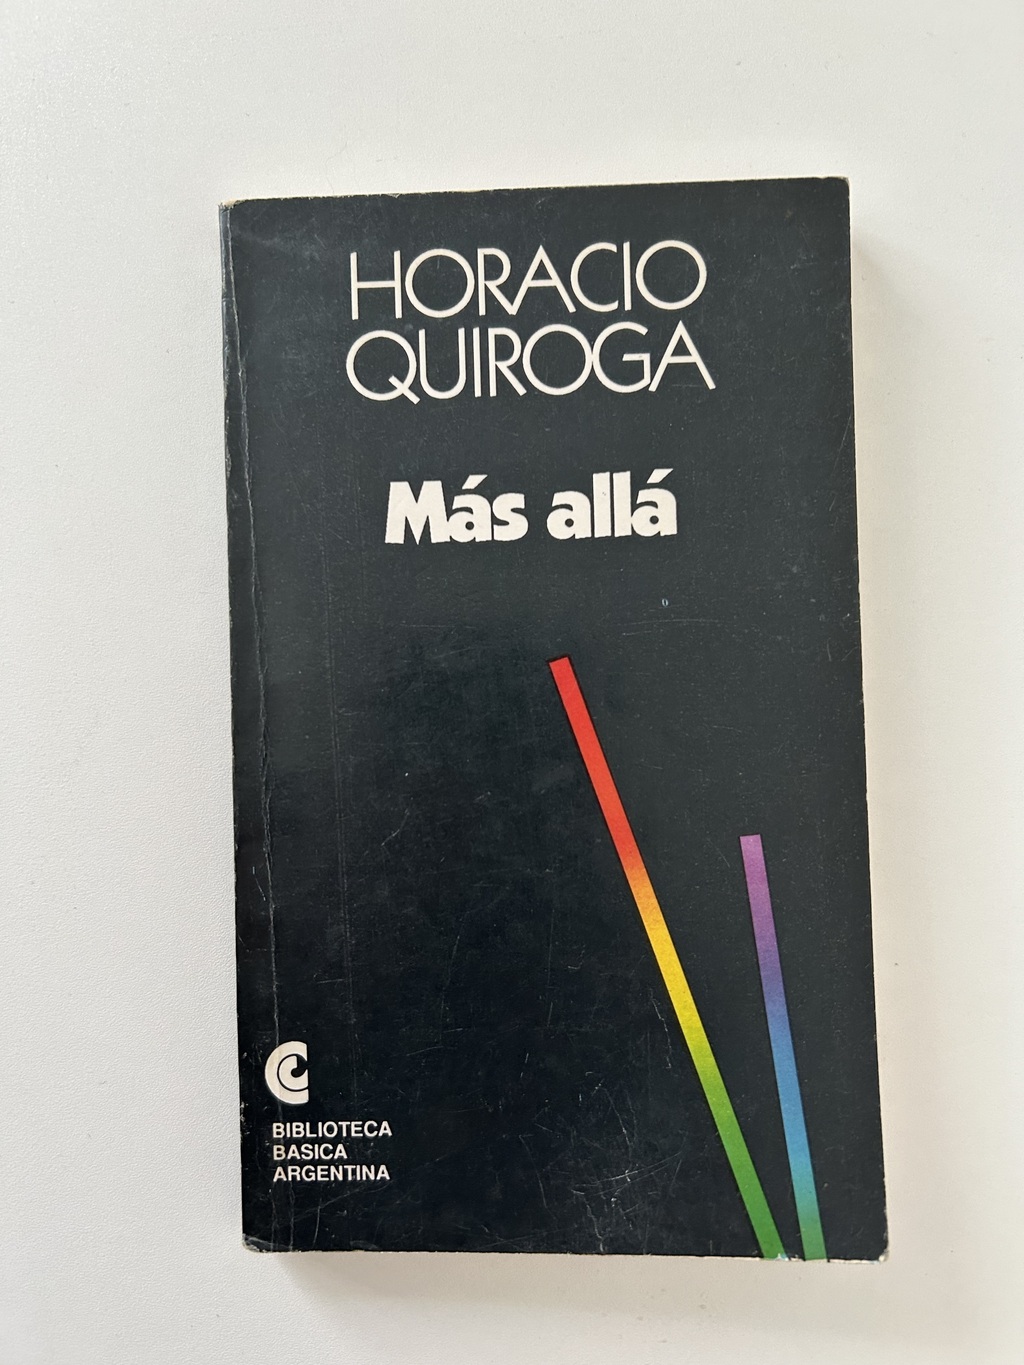 HORACIO
QUIROGA
Más allá
BIBLIOTECA
BASICA
ARGENTINA